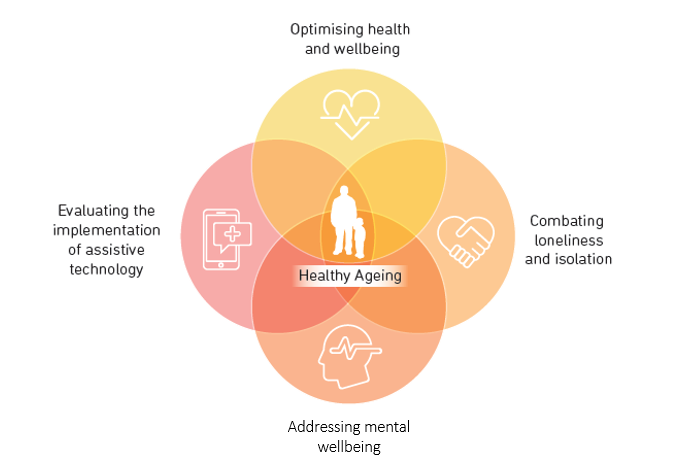 Optimising health
and wellbeing
Evaluating the
implementation
of assistive
technology
Combating
loneliness
and isolation
Healthy Ageing
Addressing mental
wellbeing